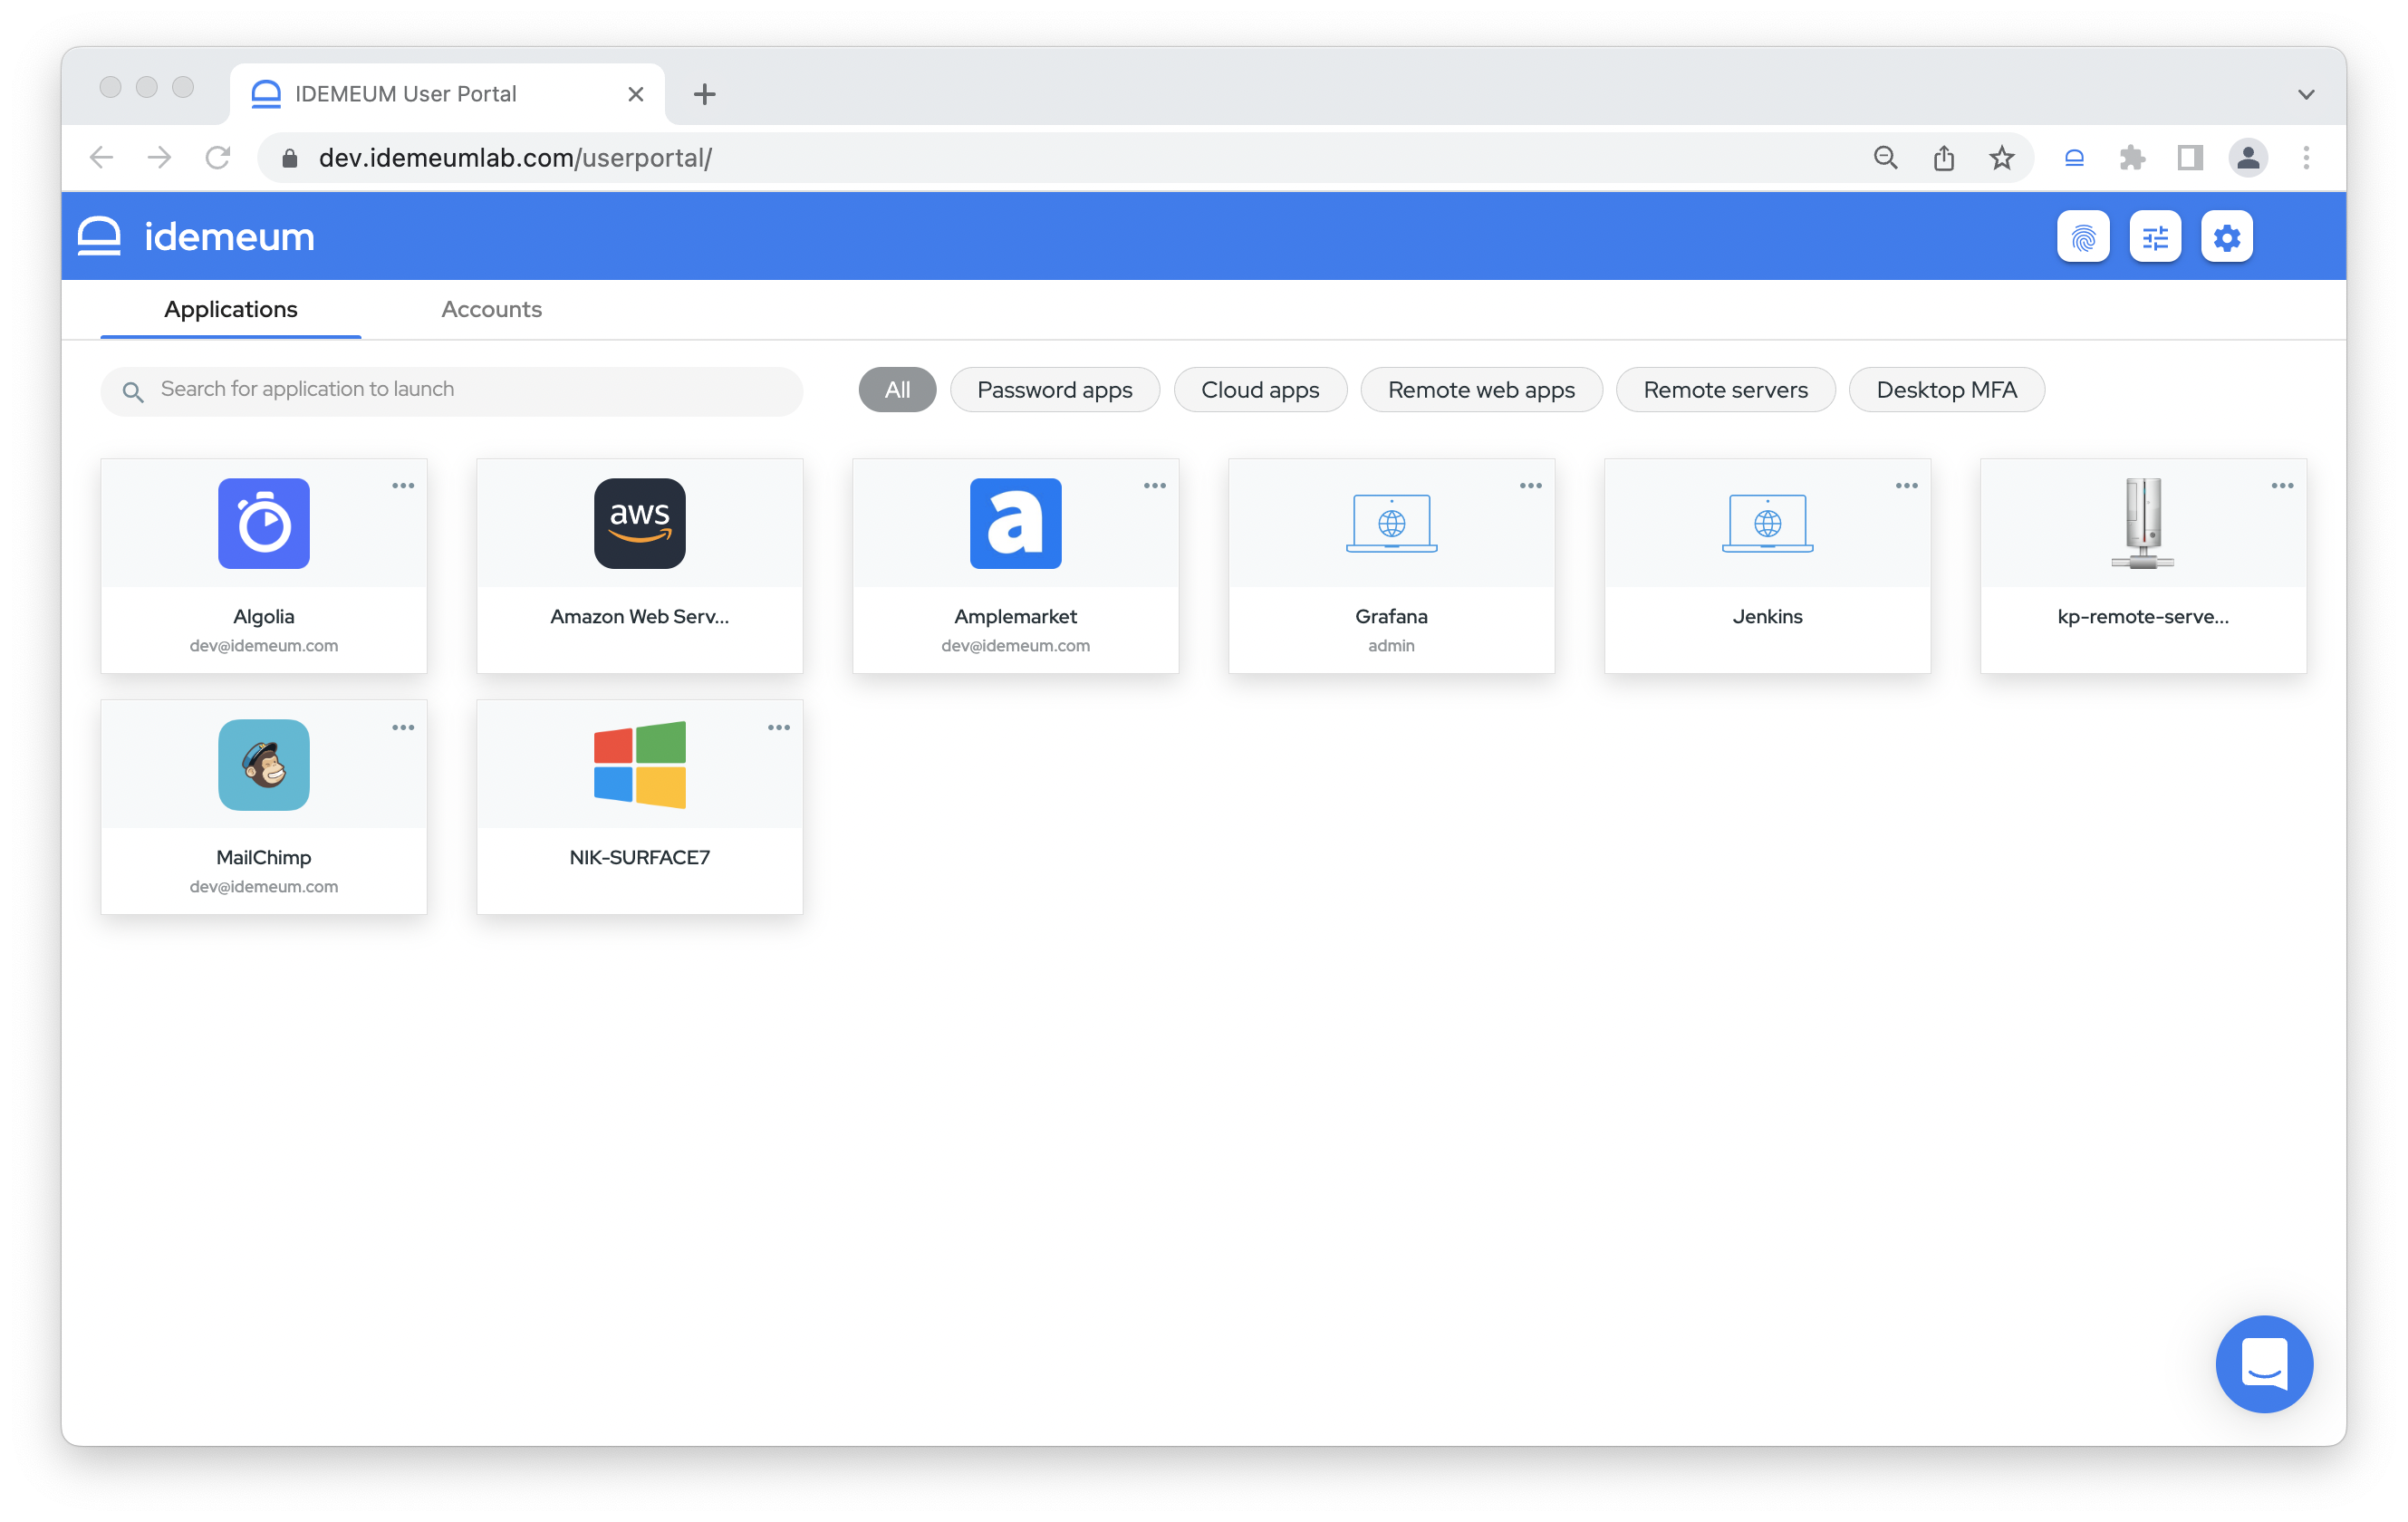 IDEMEUM User Portal
dev.idemeumlab.com/userportal/
idemeum
Applications Accounts
Search for application to launch All Password apps Cloud apps Remote web apps Remote servers Desktop MFA
aws a
Algolia Amazon Web Serv... Amplemarket Grafana Jenkins kp-remote-serve...
dev@idemeum.com dev@idemeum.com admin
MailChimp NIK-SURFACE7
dev@idemeum.com